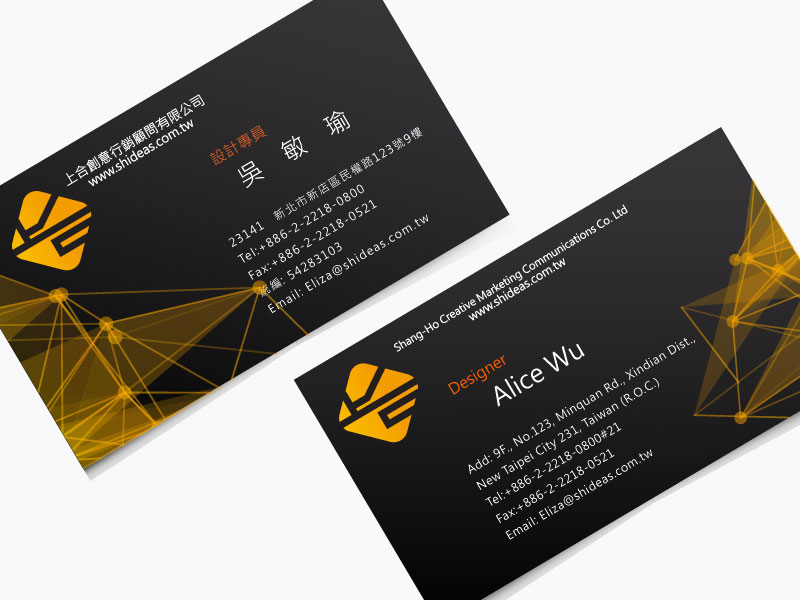 上合創意行銷顧問有限公司
www.shideas.com.tw
設計專員
吳 敏 瑜
23141 新北市新店區民權路123號9樓
Tel:+886-2-2218-0800
Fax:+886-2-2218-0521
統編: 54283103
Email: Eliza@shideas.com.tw
Shang-Ho Creative Marketing Communications Co. Ltd
www.shideas.com.tw
Designer
Alice Wu
Add: 9F., No.123, Minquan Rd., Xindian Dist.,
New Taipei City 231, Taiwan (R.O.C.)
Tel:+886-2-2218-0800#21
Fax:+886-2-2218-0521
Email: Eliza@shideas.com.tw